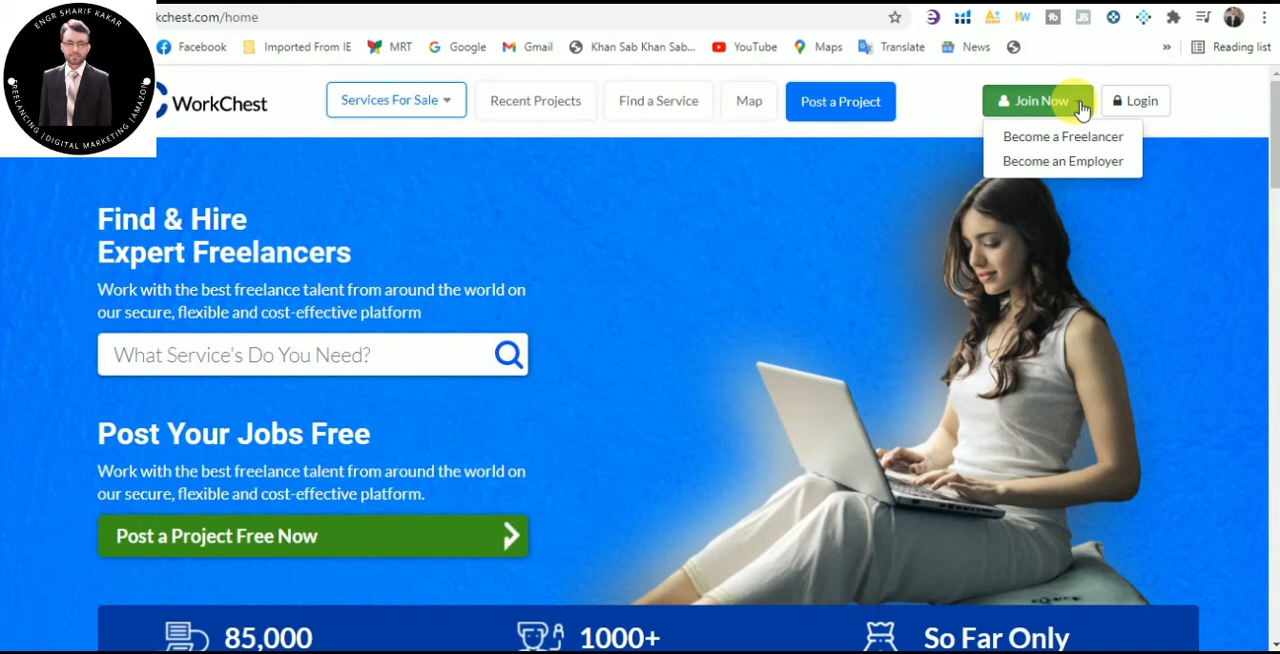 ENGR SHARIF KAKAR
FREELANCING |DIGITAL MARKETING |AMAZON
kchest.com/home
Facebook
Imported From IE
MRT
Google
Gmail
Khan Sab Khan Sab...
YouTube
Maps
Translate
News
»
Reading list
WorkChest
Services For Sale
Recent Projects
Find a Service
Map
Post a Project
Join Now
Login
Become a Freelancer
Become an Employer
Find & Hire
Expert Freelancers
Work with the best freelance talent from around the world on
our secure, flexible and cost-effective platform
What Service's Do You Need?
Post Your Jobs Free
Work with the best freelance talent from around the world on
our secure, flexible and cost-effective platform.
Post a Project Free Now
85,000
1000+
So Far Only